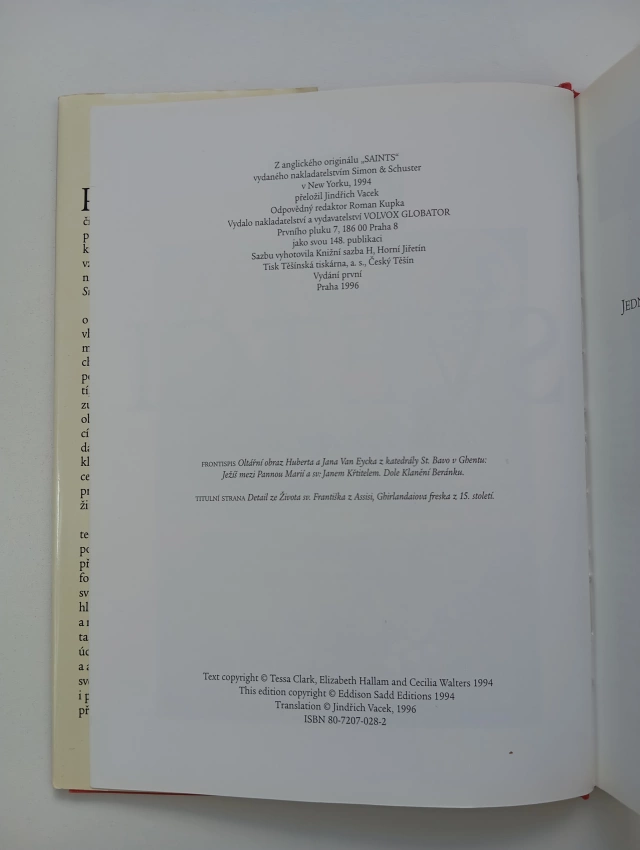 Z anglického originálu „SAINTS“
vydaného nakladatelstvím Simon & Schuster
v New Yorku, 1994
přeložil Jindřich Vacek
Odpovědný redaktor Roman Kupka
Vydalo nakladatelství a vydavatelství VOLVOX GLOBATOR
Prvního pluku 7, 186 00 Praha 8
jako svou 148. publikaci
Sazbu vyhotovila Knižní sazba H, Horní Jiřetín
Tisk Těšínská tiskárna, a. s., Český Těšín
Vydání první
Praha 1996
FRONTISPIS Oltářní obraz Huberta a Jana Van Eycka z katedrály St. Bavo v Ghentu:
Ježíš mezi Pannou Marií a sv. Janem Křtitelem. Dole Klanění Beránku.
TITULNÍ STRANA Detail ze Života sv. Františka z Assisi, Ghirlandaiova freska z 15. století.
Text copyright © Tessa Clark, Elizabeth Hallam and Cecilia Walters 1994
This edition copyright © Eddison Sadd Editions 1994
Translation © Jindřich Vacek, 1996
ISBN 80-7207-028-2
JEDN